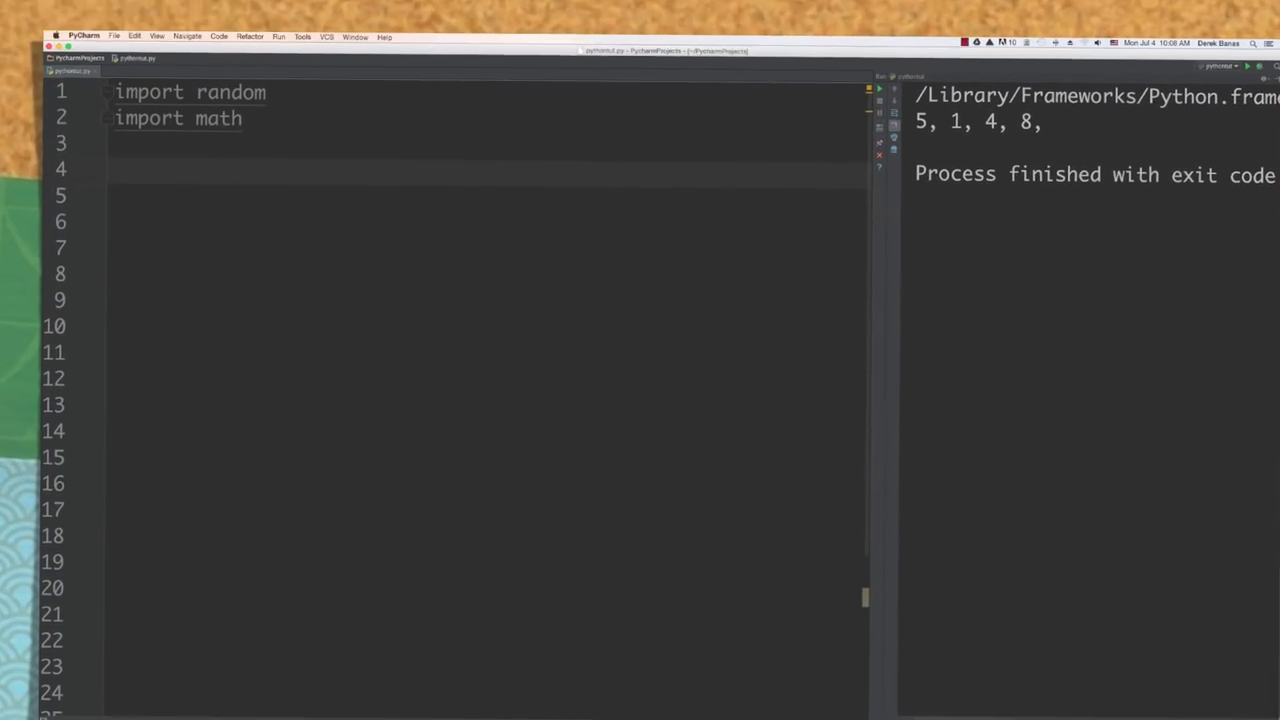 PyCharm File Edit View Navigate Code Refactor Run Tools VCS Window Help
10 Mon Jul 4 10:08 AM Derek Banas
pythontut.py - PycharmProjects - [~/PycharmProjects]
PycharmProjects pythontut.py
pythontut
pythontut.py
Run pythontut
1 import random
2 import math
3
4
5
6
7
8
9
10
11
12
13
14
15
16
17
18
19
20
21
22
23
24
25
/Library/Frameworks/Python.frame
5, 1, 4, 8,
Process finished with exit code